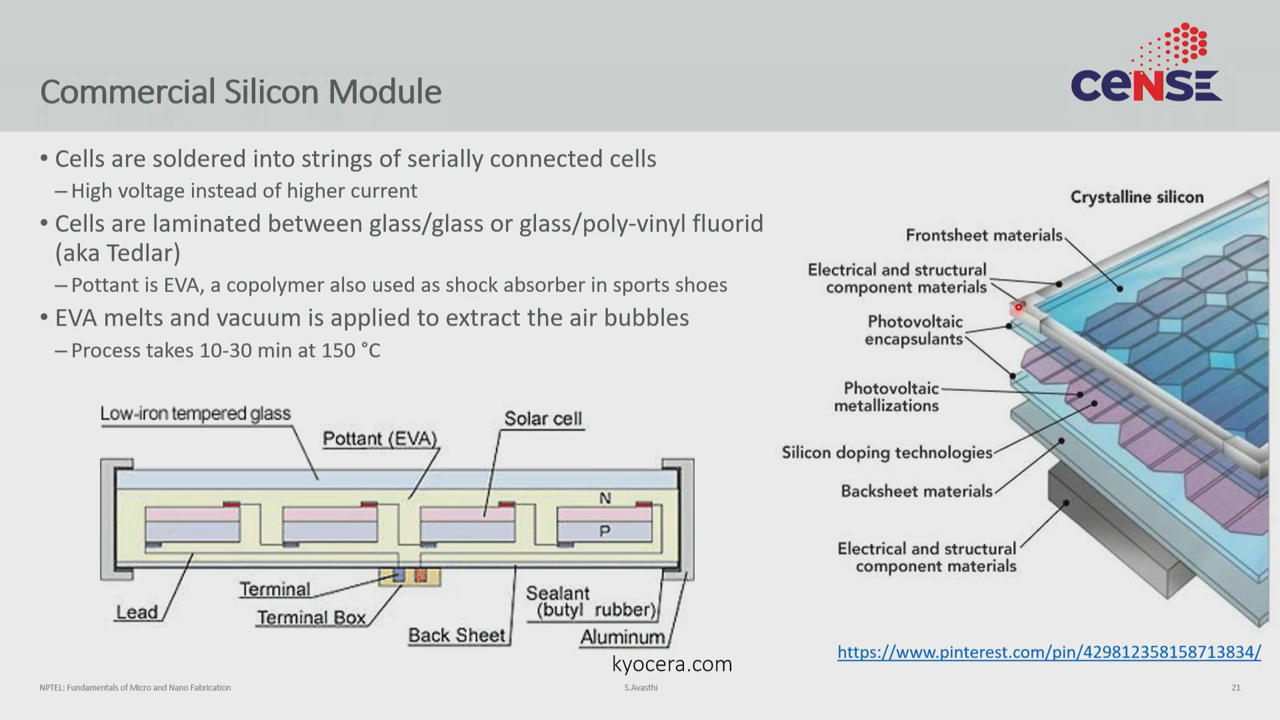 Commercial Silicon Module
CeNSE
• Cells are soldered into strings of serially connected cells
– High voltage instead of higher current
• Cells are laminated between glass/glass or glass/poly-vinyl fluorid
(aka Tedlar)
– Pottant is EVA, a copolymer also used as shock absorber in sports shoes
• EVA melts and vacuum is applied to extract the air bubbles
– Process takes 10-30 min at 150 °C
Low-iron tempered glass
Pottant (EVA)
Solar cell
N
P
Terminal
Lead
Terminal Box
Back Sheet
Sealant
(butyl rubber)
Aluminum
kyocera.com
Crystalline silicon
Frontsheet materials
Electrical and structural
component materials
Photovoltaic
encapsulants
Photovoltaic
metallizations
Silicon doping technologies
Backsheet materials
Electrical and structural
component materials
https://www.pinterest.com/pin/429812358158713834/
NPTEL: Fundamentals of Micro and Nano Fabrication
S.Avasthi
21